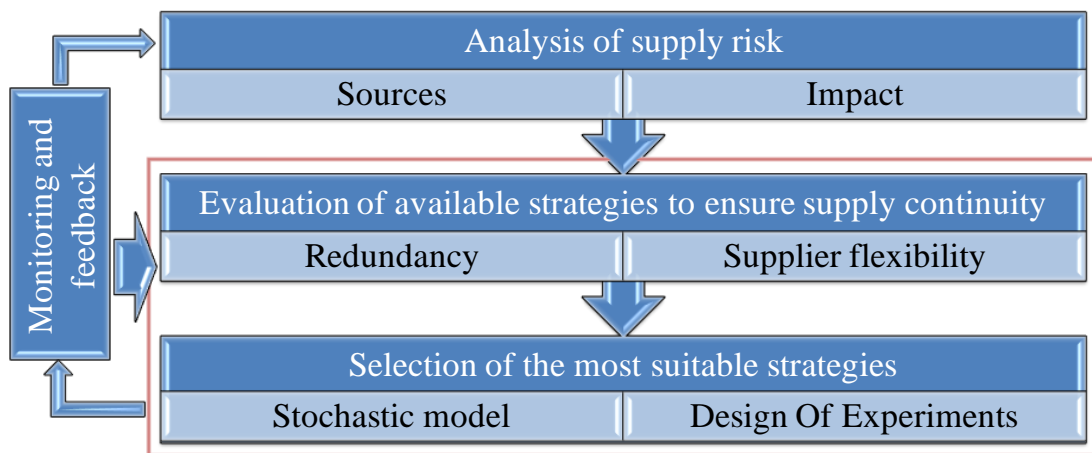 Analysis of supply risk
Sources
Impact
Monitoring and
feedback
Evaluation of available strategies to ensure supply continuity
Redundancy
Supplier flexibility
Selection of the most suitable strategies
Stochastic model
Design Of Experiments